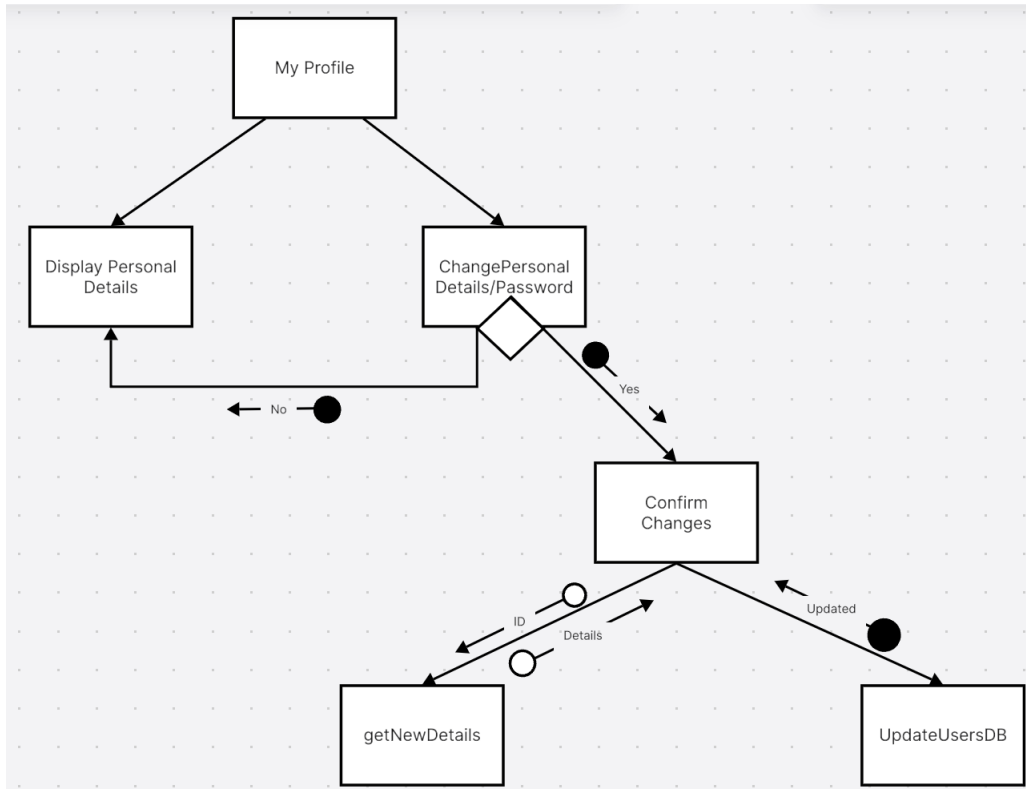 My Profile
Display Personal
Details
ChangePersonal
Details/Password
Yes
No
Confirm
Changes
ID
Details
Updated
getNewDetails
UpdateUsersDB